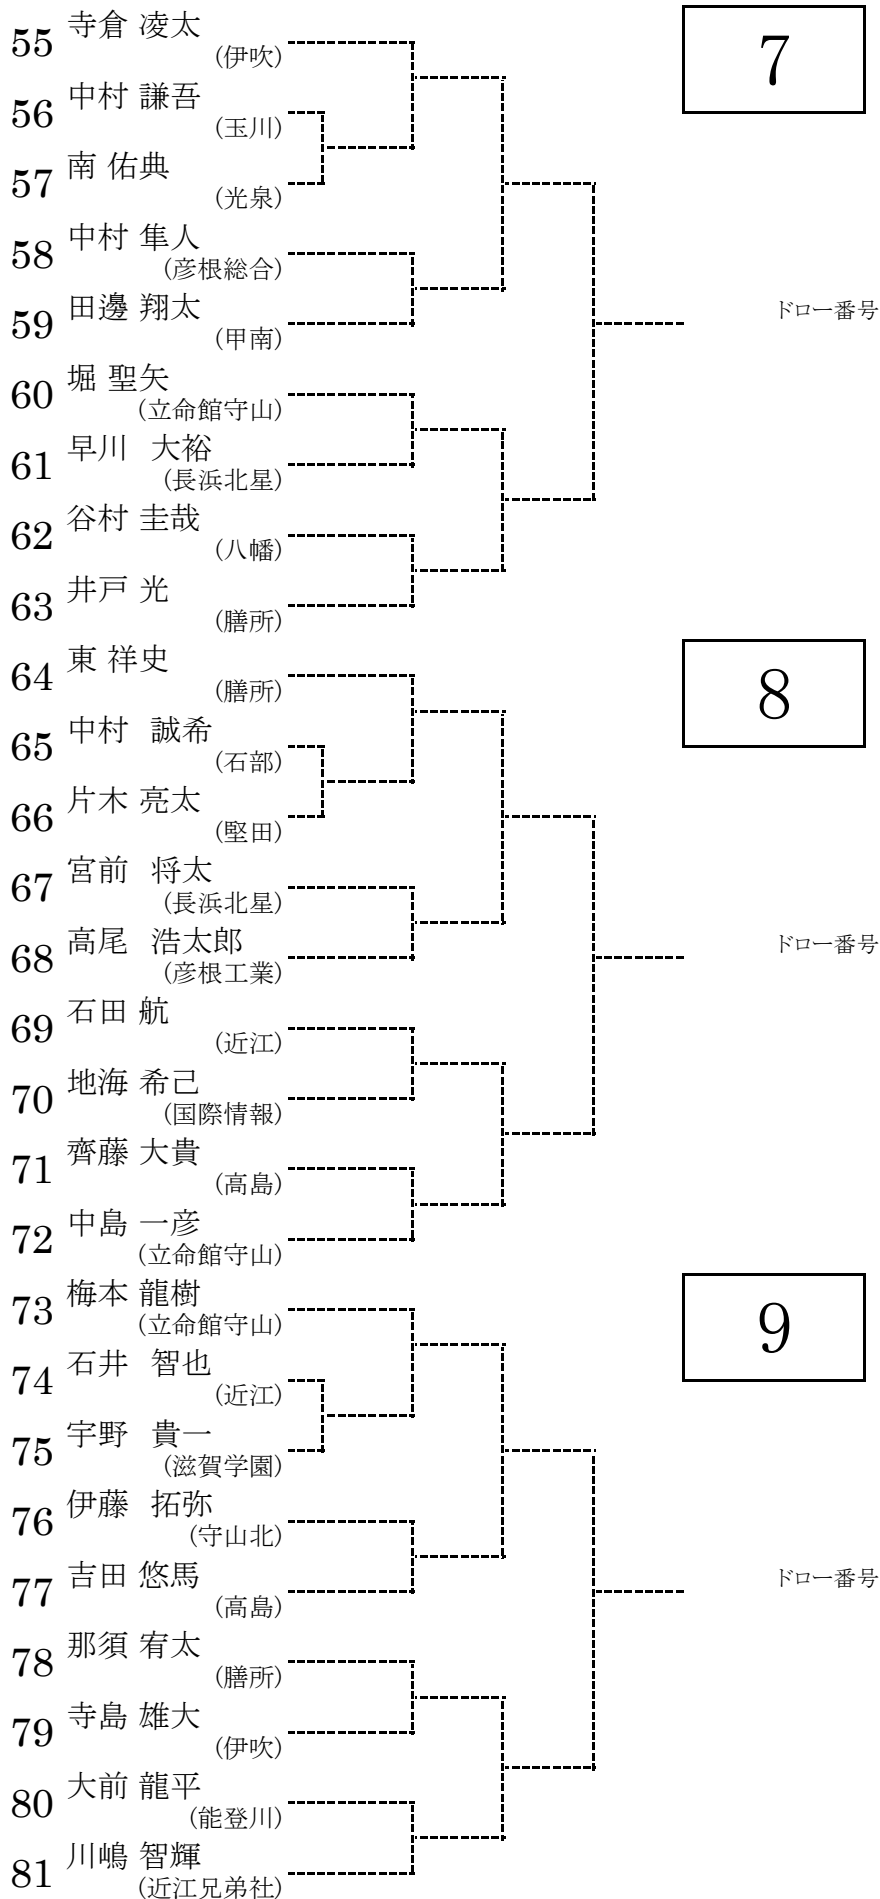 55 寺倉 凌太
(伊吹)
7
56 中村 謙吾
(玉川)
57 南 佑典
(光泉)
58 中村 隼人
(彦根総合)
59 田邊 翔太
(甲南)
ドロー番号
60 堀 聖矢
(立命館守山)
61 早川 大裕
(長浜北星)
62 谷村 圭哉
(八幡)
63 井戸 光
(膳所)
64 東 祥史
(膳所)
8
65 中村 誠希
(石部)
66 片木 亮太
(堅田)
67 宮前 将太
(長浜北星)
68 高尾 浩太郎
(彦根工業)
ドロー番号
69 石田 航
(近江)
70 地海 希己
(国際情報)
71 齊藤 大貴
(高島)
72 中島 一彦
(立命館守山)
73 梅本 龍樹
(立命館守山)
9
74 石井 智也
(近江)
75 宇野 貴一
(滋賀学園)
76 伊藤 拓弥
(守山北)
77 吉田 悠馬
(高島)
ドロー番号
78 那須 宥太
(膳所)
79 寺島 雄大
(伊吹)
80 大前 龍平
(能登川)
81 川嶋 智輝
(近江兄弟社)